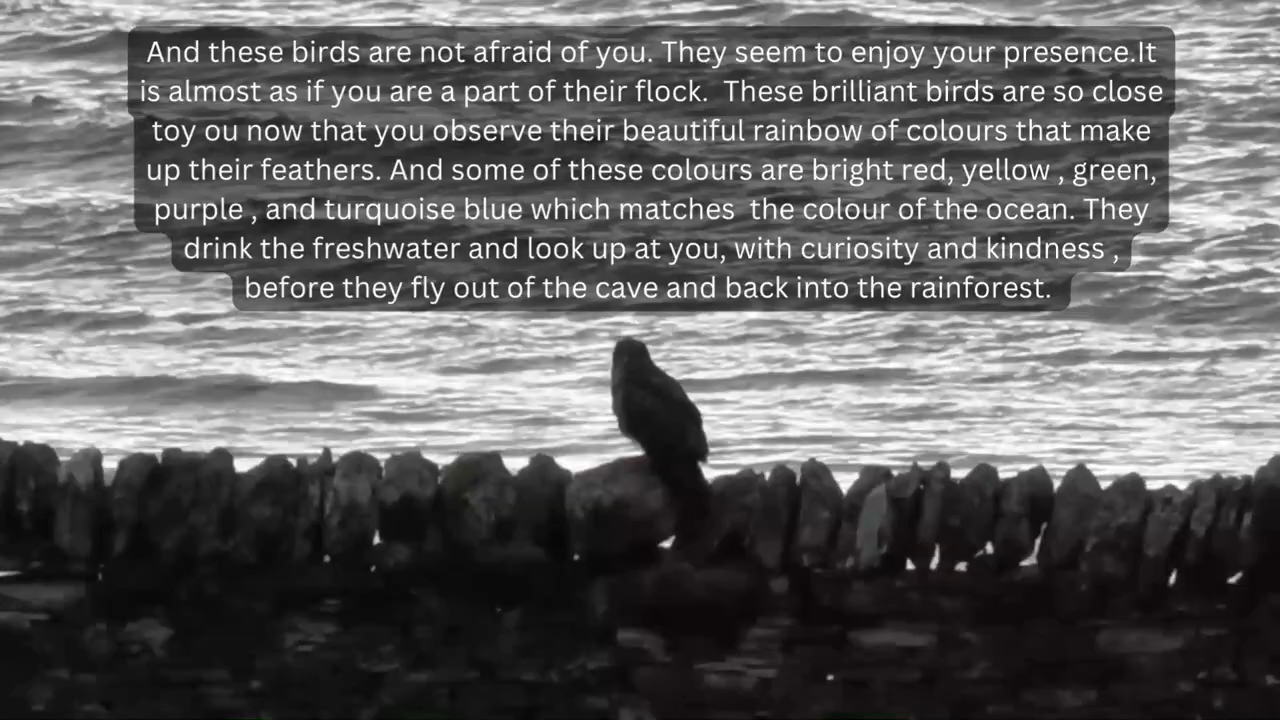 And these birds are not afraid of you. They seem to enjoy your presence.It
is almost as if you are a part of their flock.  These brilliant birds are so close
toy ou now that you observe their beautiful rainbow of colours that make
up their feathers. And some of these colours are bright red, yellow , green,
purple , and turquoise blue which matches  the colour of the ocean. They
drink the freshwater and look up at you, with curiosity and kindness ,
before they fly out of the cave and back into the rainforest.